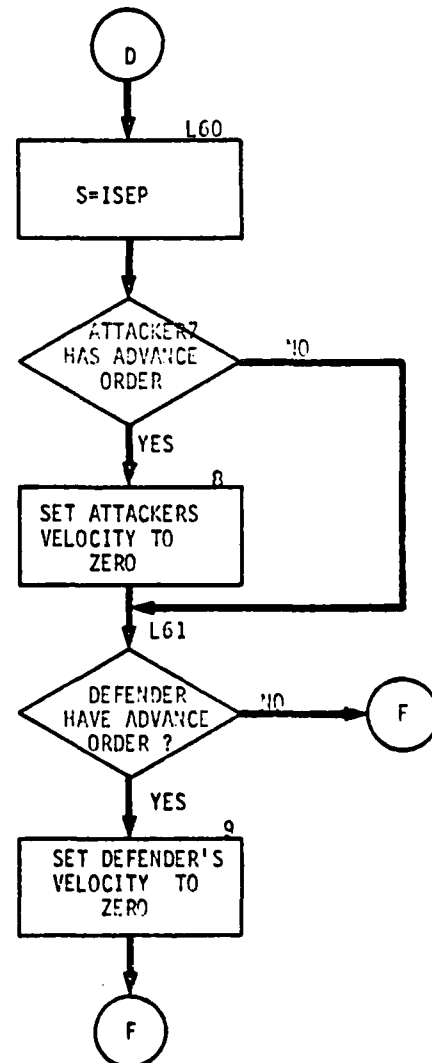 D
L60
S=ISEP
ATTACKER?
HAS ADVANCE
ORDER
NO
YES
8
SET ATTACKERS
VELOCITY TO
ZERO
L61
DEFENDER
HAVE ADVANCE
ORDER ?
NO
F
YES
9
SET DEFENDER'S
VELOCITY TO
ZERO
F